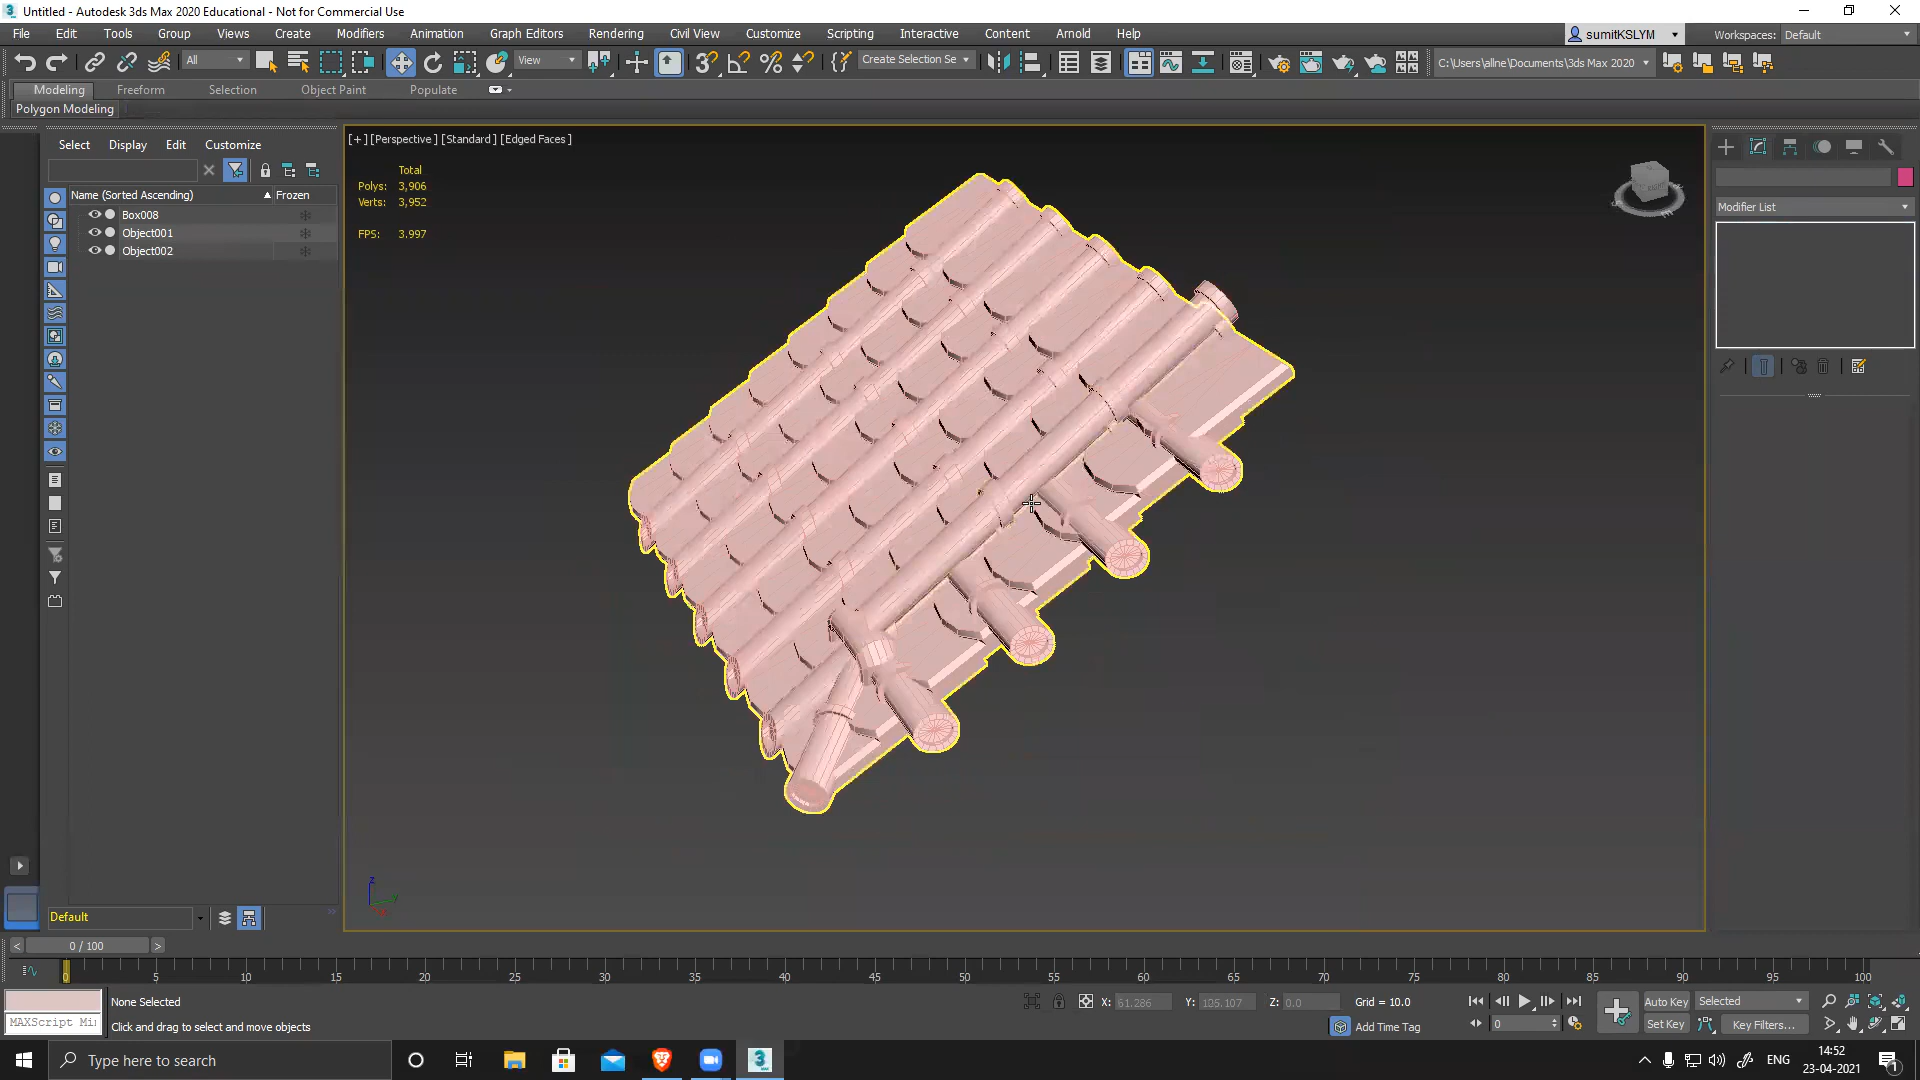 Untitled - Autodesk 3ds Max 2020 Educational - Not for Commercial Use
File Edit Tools Group Views Create Modifiers Animation Graph Editors Rendering Civil View Customize Scripting Interactive Content Arnold Help
sumitKSLYM Workspaces: Default
All View Create Selection Se C:\Users\allne\Documents\3ds Max 2020
Modeling Freeform Selection Object Paint Populate
Polygon Modeling
Select Display Edit Customize
Name (Sorted Ascending) Frozen
Box008
Object001
Object002
[+] [Perspective ] [Standard ] [Edged Faces ]
Total
Polys: 3,906
Verts: 3,952
FPS: 3.997
Modifier List
Default
0 / 100
0 5 10 15 20 25 30 35 40 45 50 55 60 65 70 75 80 85 90 95 100
None Selected X: 61.286 Y: 105.107 Z: 0.0 Grid = 10.0 Auto Key Selected
MAXScript Mi Click and drag to select and move objects Add Time Tag 0 Set Key Key Filters...
Type here to search
ENG
14:52
23-04-2021